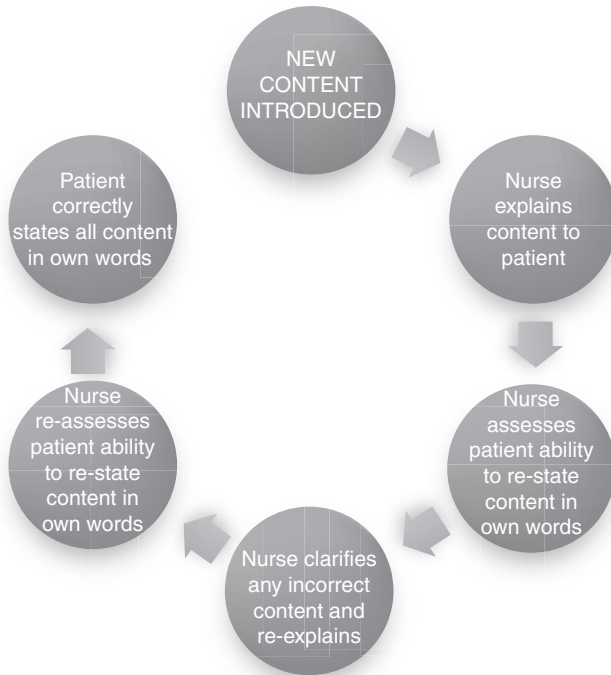 NEW
CONTENT
INTRODUCED
Nurse
explains
content to
patient
Nurse
assesses
patient ability
to re-state
content in
own words
Nurse clarifies
any incorrect
content and
re-explains
Nurse
re-assesses
patient ability
to re-state
content in
own words
Patient
correctly
states all content
in own words